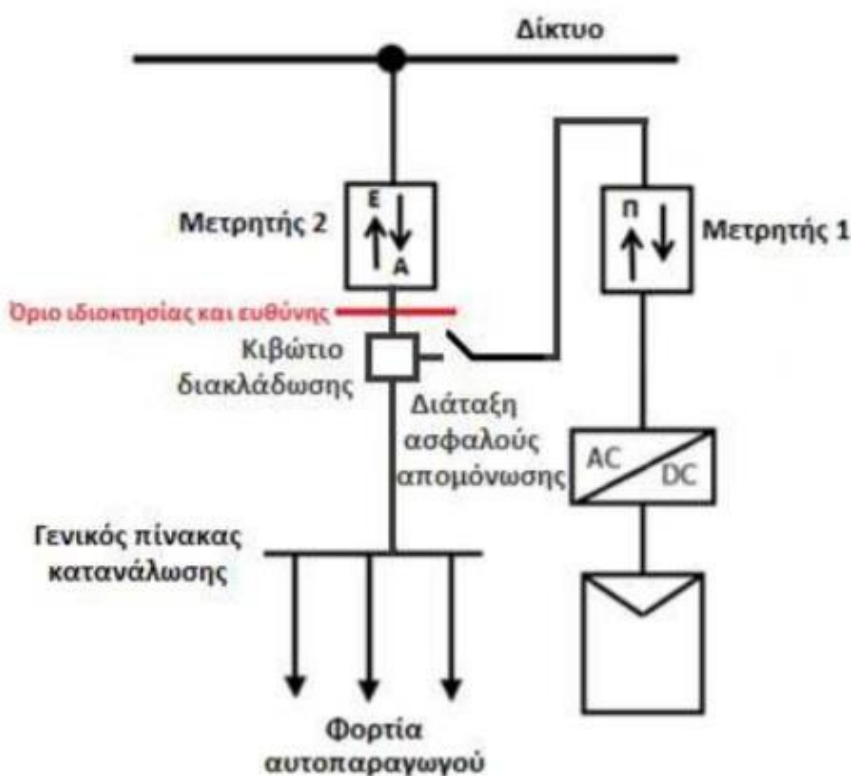 Δίκτυο
Ε
Α
Μετρητής 2
Π
Μετρητής 1
Όριο ιδιοκτησίας και ευθύνης
Κιβώτιο
διακλάδωσης
Διάταξη
ασφαλούς
απομόνωσης
AC
DC
Γενικός πίνακας
κατανάλωσης
Φορτία
αυτοπαραγωγού